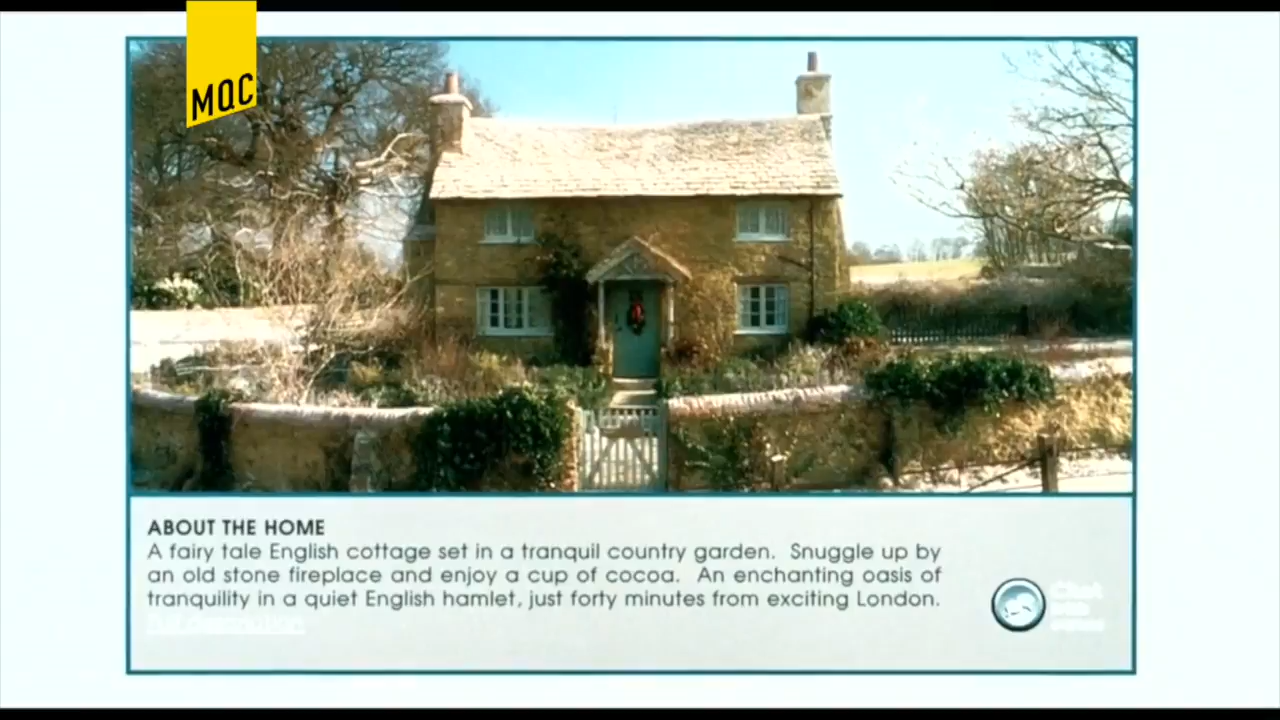 MQC
ABOUT THE HOME
A fairy tale English cottage set in a tranquil country garden. Snuggle up by
an old stone fireplace and enjoy a cup of cocoa. An enchanting oasis of
tranquility in a quiet English hamlet, just forty minutes from exciting London.